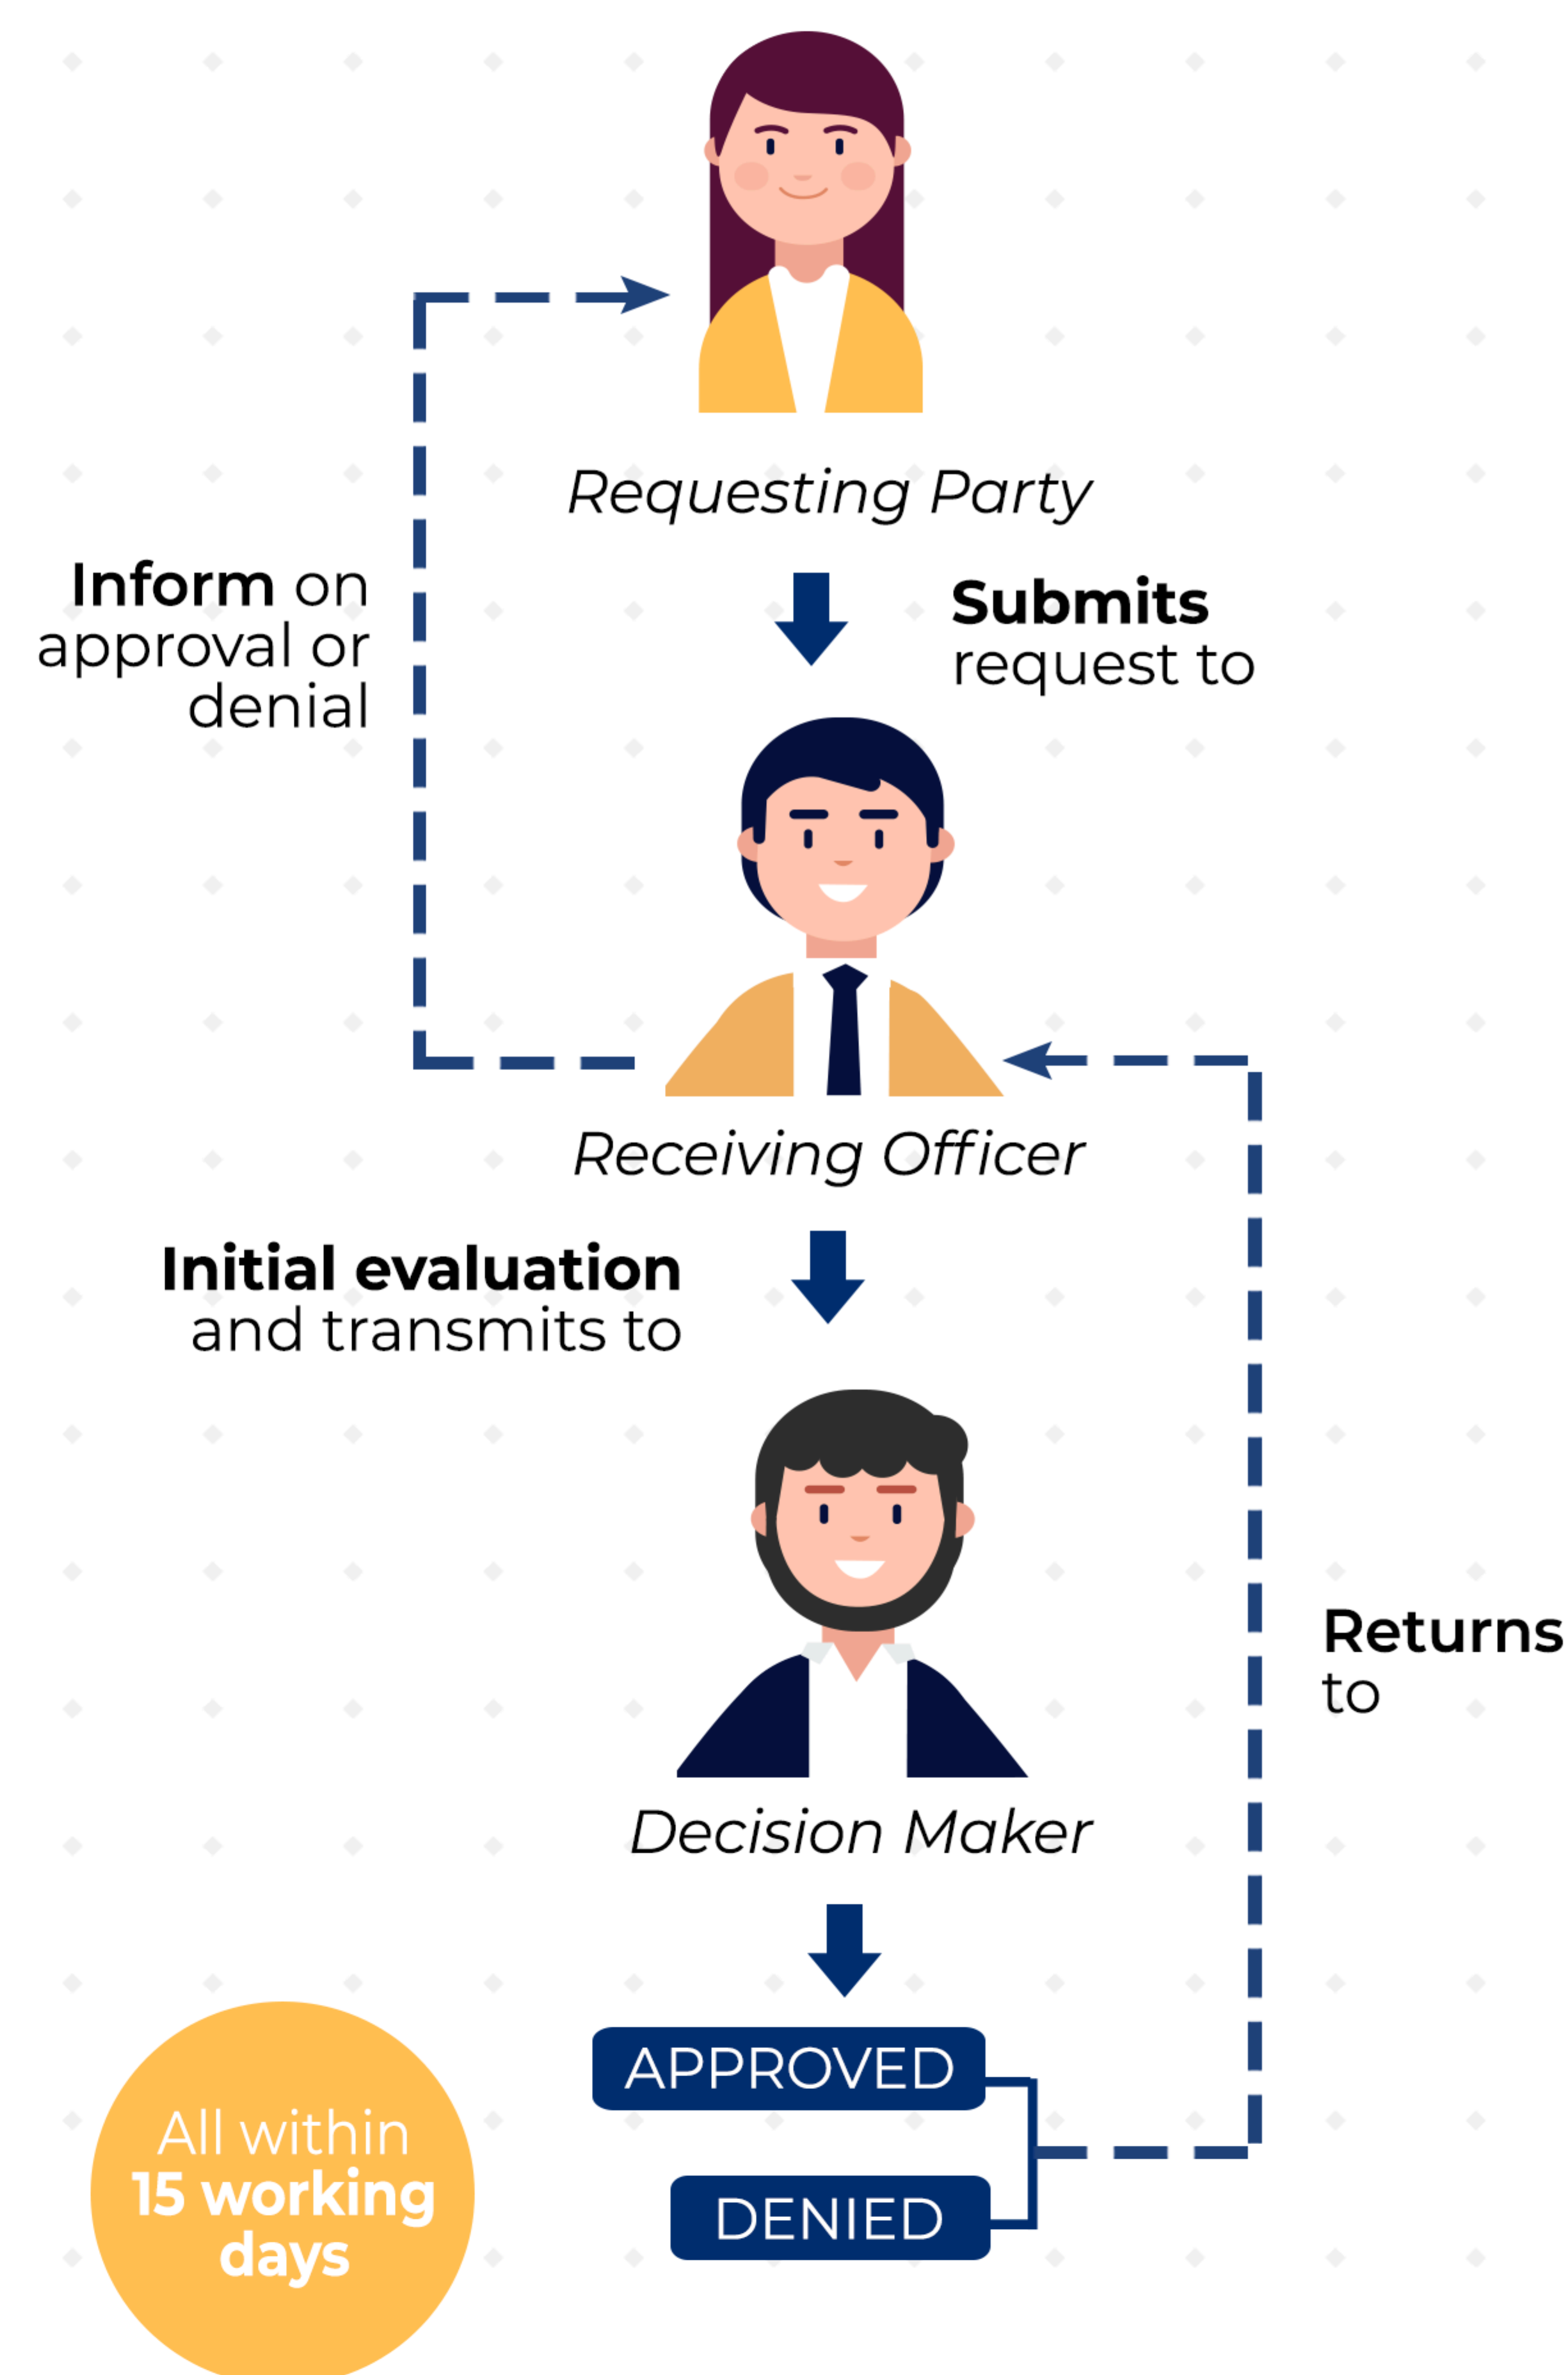 Requesting Party
Submits
request to
Inform on
approval or
denial
Receiving Officer
Initial evaluation
and transmits to
Decision Maker
Returns
to
APPROVED
DENIED
All within
15 working
days